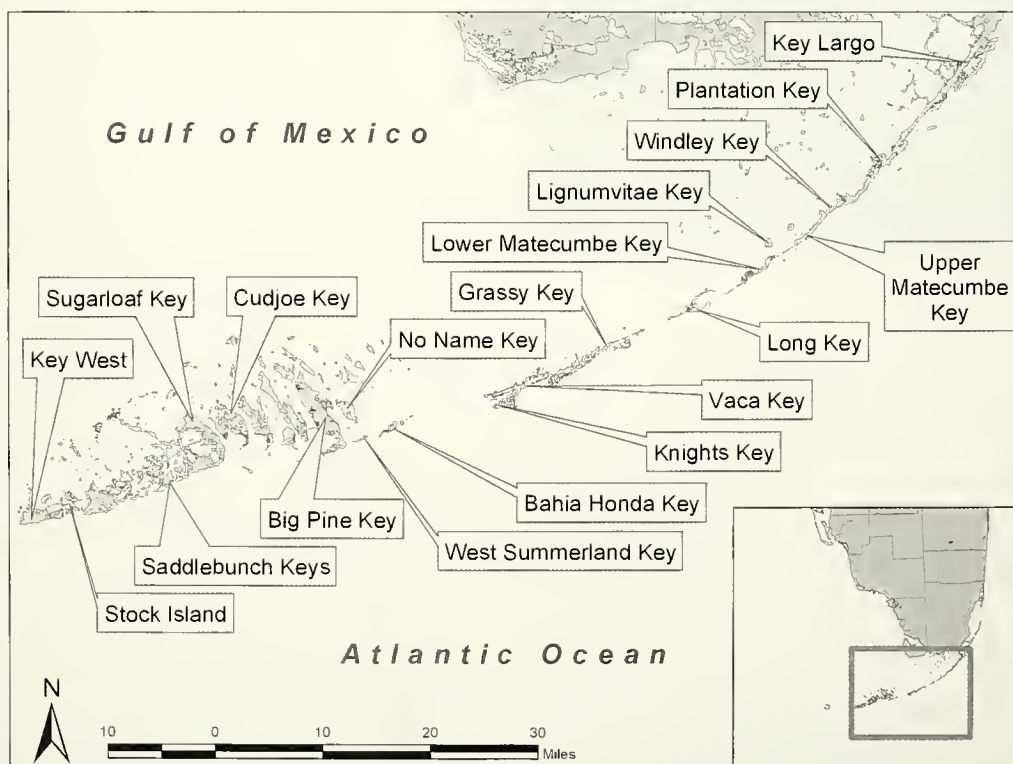 Key Largo
Plantation Key
Gulf of Mexico
Windley Key
Lignumvitae Key
Lower Matecumbe Key
Upper
Matecumbe
Key
Grassy Key
Sugarloaf Key
Cudjoe Key
No Name Key
Long Key
Key West
Vaca Key
Knights Key
Bahia Honda Key
Big Pine Key
West Summerland Key
Saddlebunch Keys
Stock Island
Atlantic Ocean
N
10 0 10 20 30
Miles